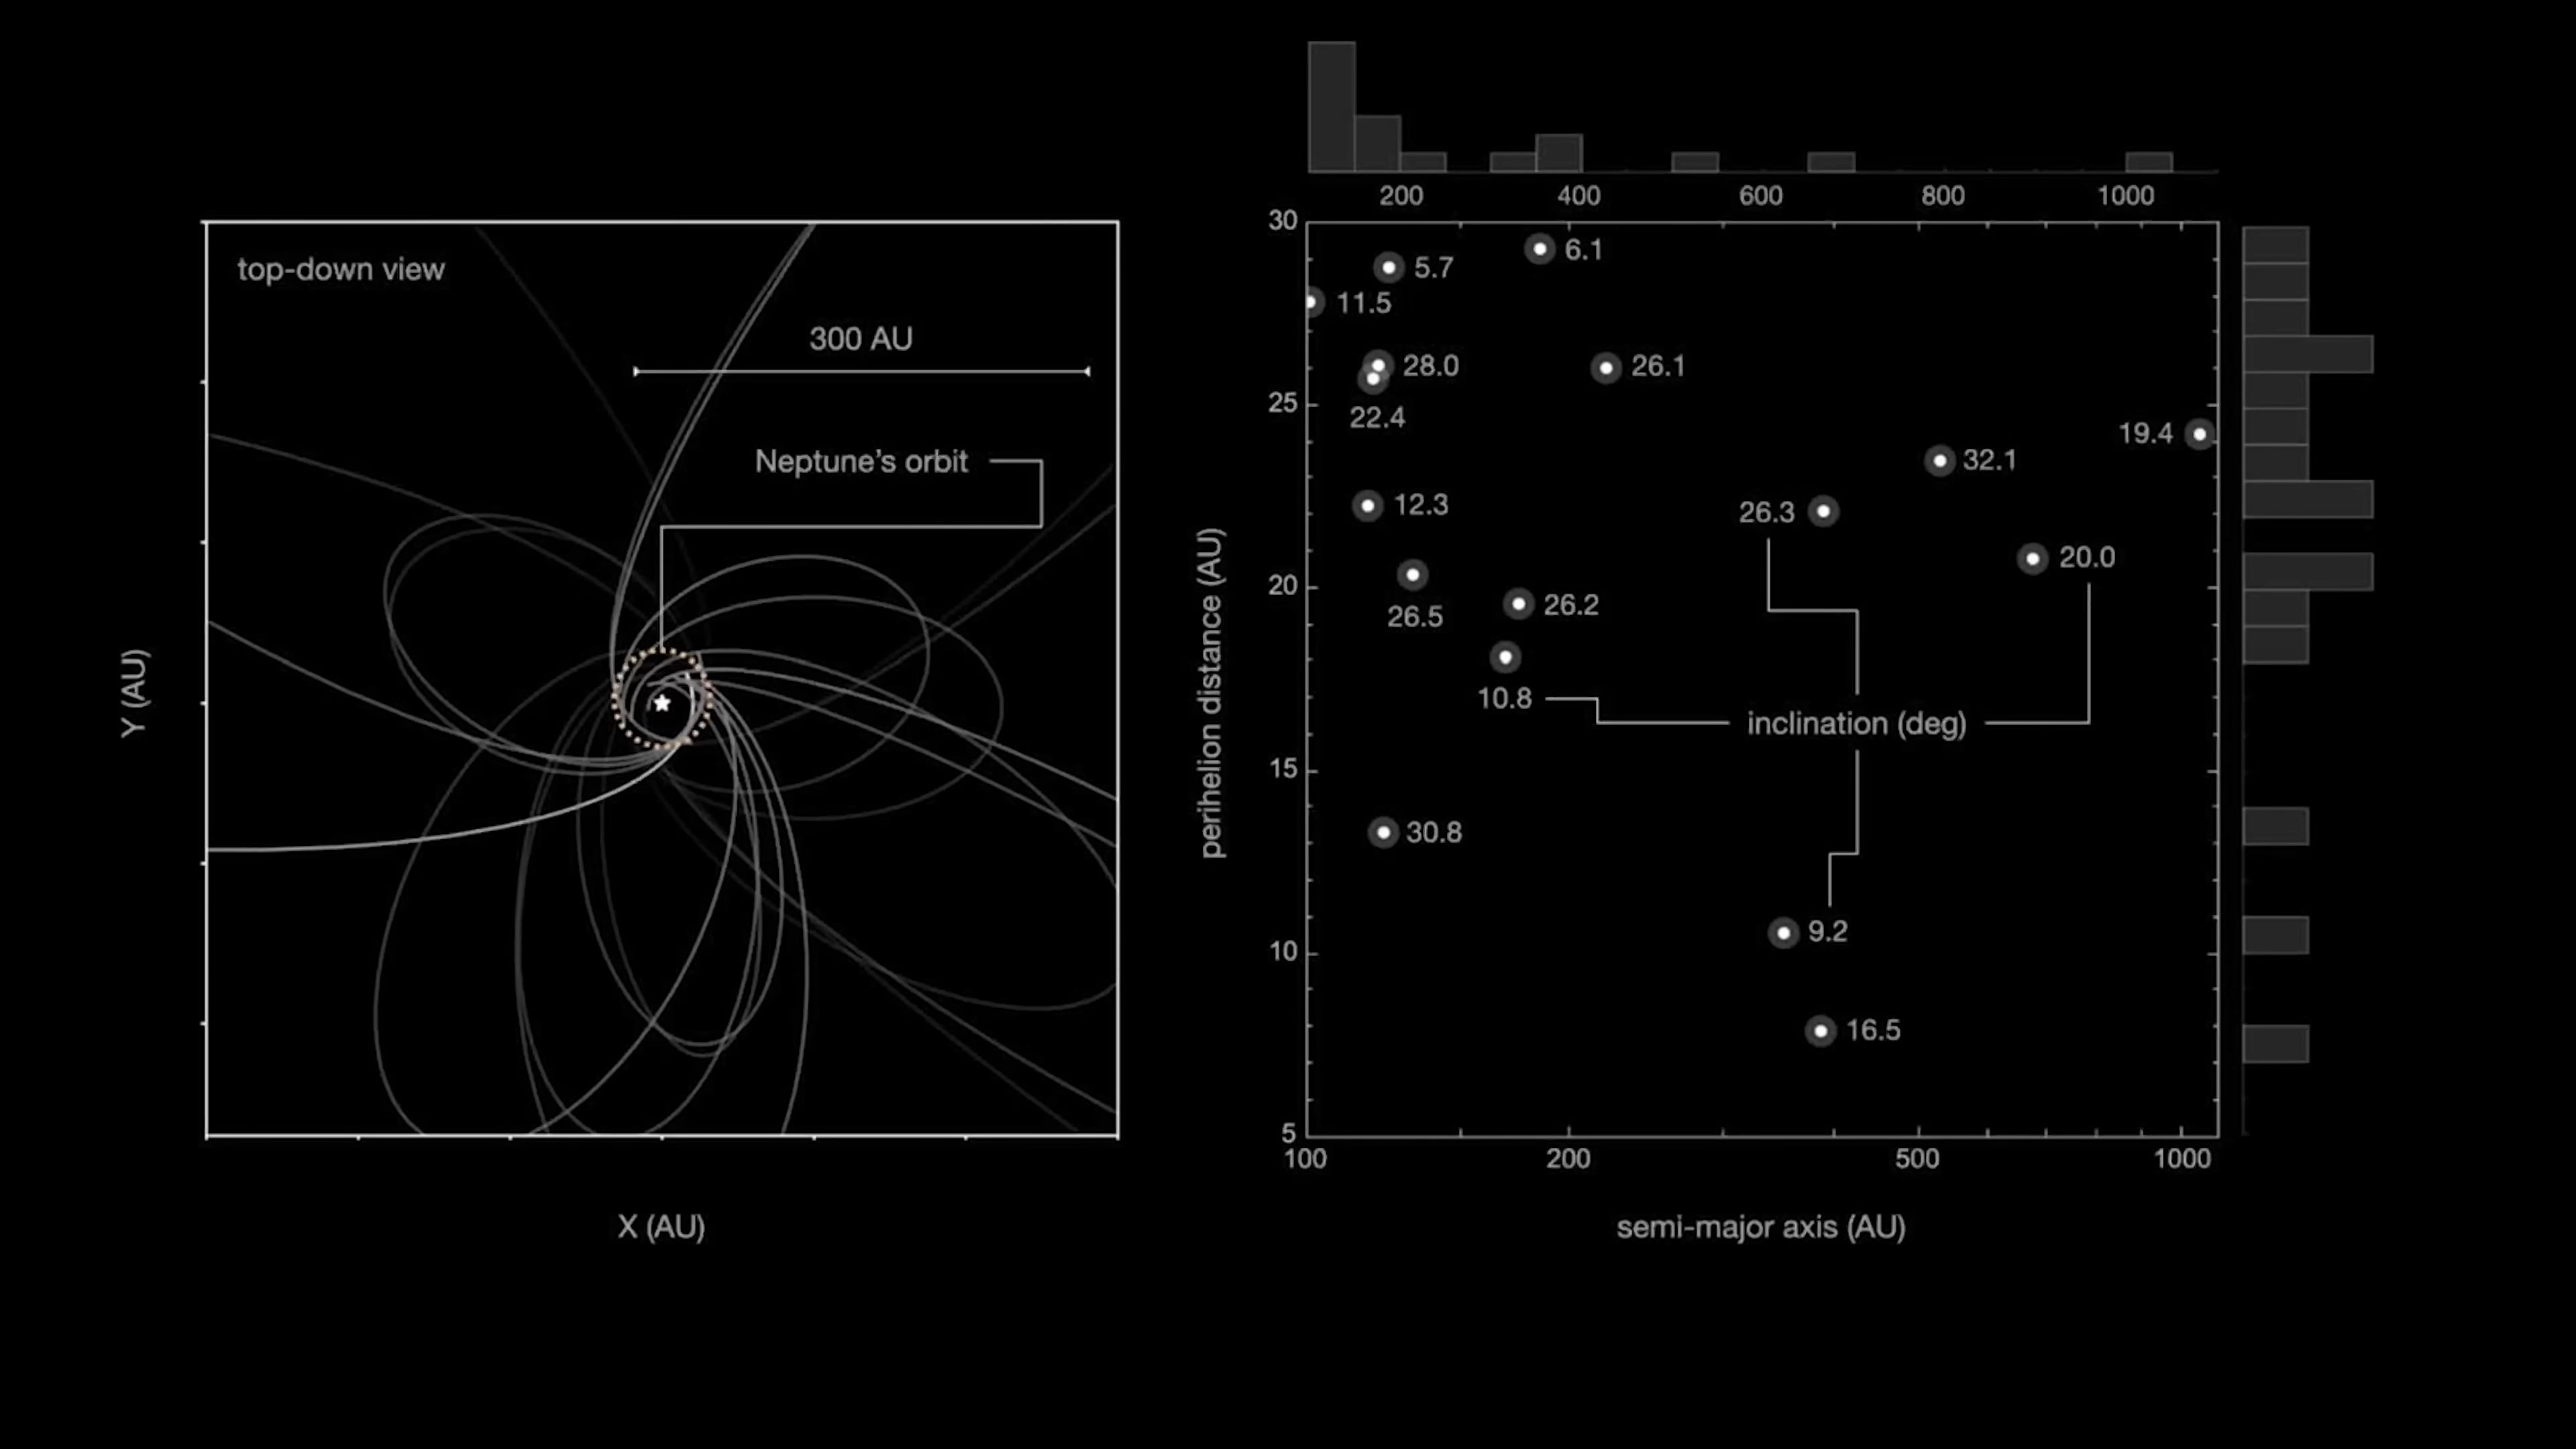 top-down view
300 AU
Neptune's orbit
Y (AU)
X (AU)
200 400 600 800 1000
30
25
20
15
10
5
perihelion distance (AU)
6.1
5.7
11.5
28.0
26.1
22.4
19.4
32.1
12.3
26.3
20.0
26.5
26.2
10.8
inclination (deg)
30.8
9.2
16.5
100 200 500 1000
semi-major axis (AU)